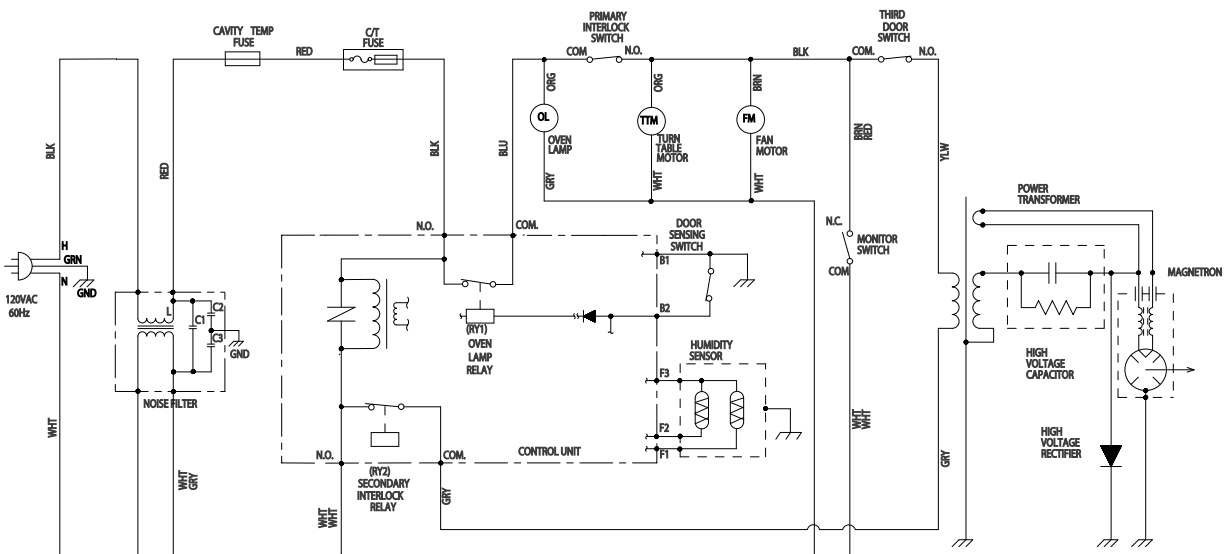 CAVITY TEMP
FUSE
C/T
FUSE
RED
PRIMARY
INTERLOCK
SWITCH
COM
N.O.
BLK
THIRD
DOOR
SWITCH
COM.
N.O.
BLK
RED
BLK
BLU
ORG
OL
OVEN
LAMP
GRY
ORG
TTM
TURN
TABLE
MOTOR
WHT
BRN
FM
FAN
MOTOR
WHT
BRN
RED
YLW
H
GRN
N
GND
120VAC
60Hz
N.O.
COM.
DOOR
SENSING
SWITCH
B1
B2
N.C.
MONITOR
SWITCH
COM
POWER
TRANSFORMER
MAGNETRON
L
C1
C2
C3
GND
NOISE FILTER
(RY1)
OVEN
LAMP
RELAY
HUMIDITY
SENSOR
F3
F2
F1
HIGH
VOLTAGE
CAPACITOR
HIGH
VOLTAGE
RECTIFIER
WHT
WHT
GRY
N.O.
COM.
CONTROL UNIT
(RY2)
SECONDARY
INTERLOCK
RELAY
WHT
WHT
GRY
WHT
WHT
GRY